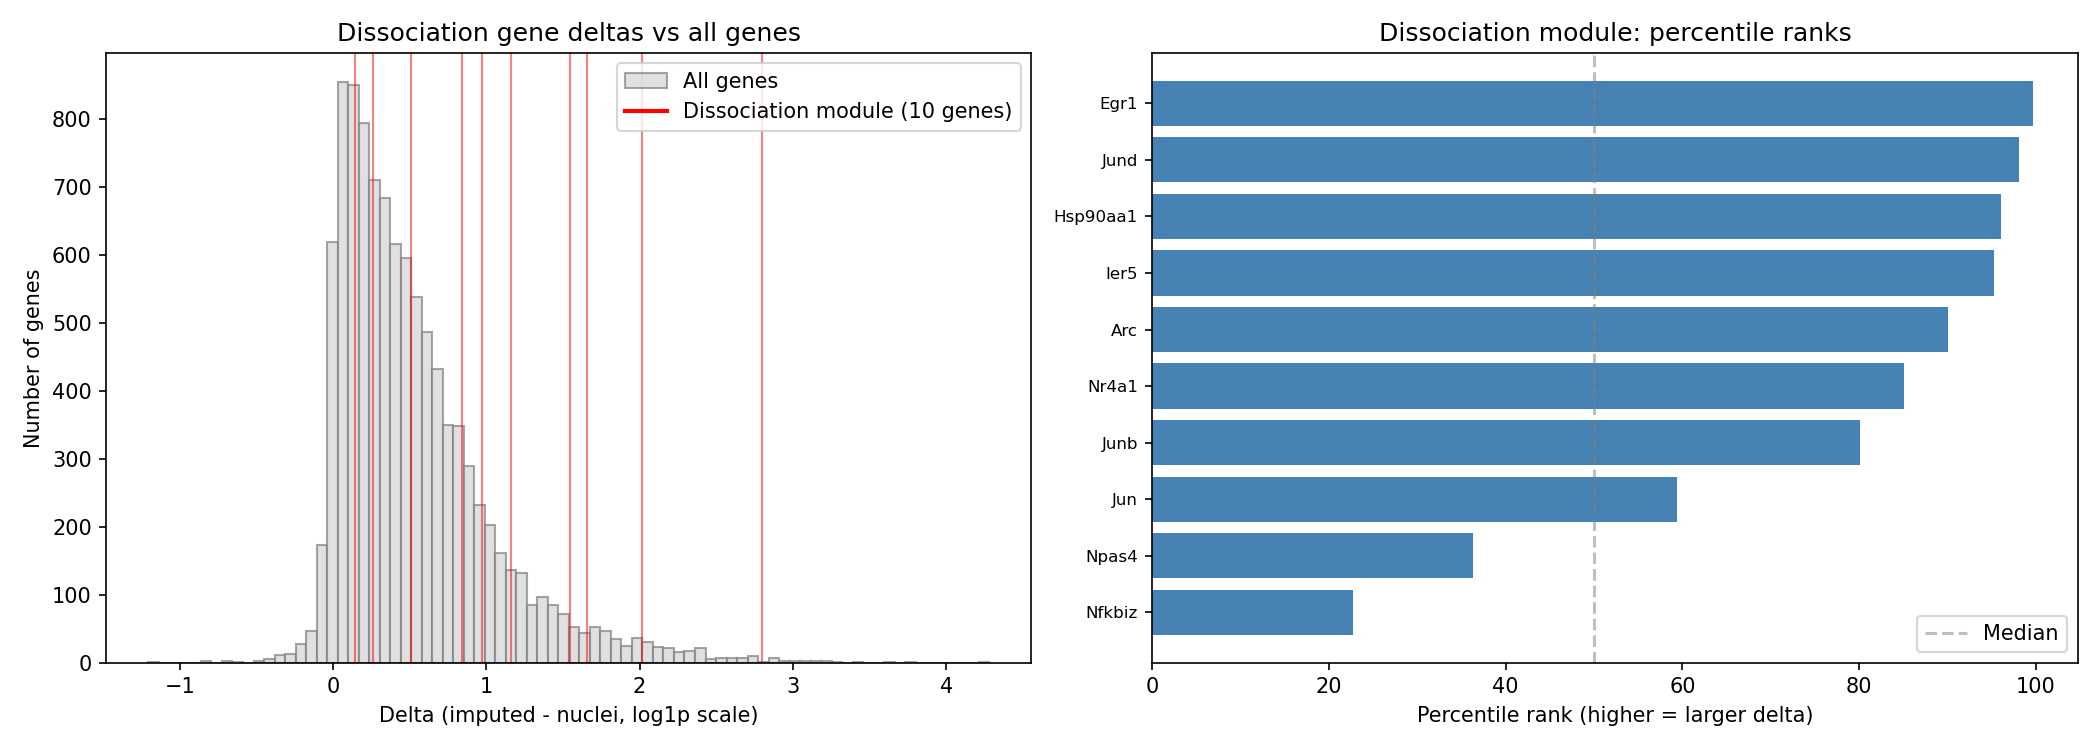 Dissociation gene deltas vs all genes
Number of genes
800
700
600
500
400
300
200
100
0
−1
0
1
2
3
4
Delta (imputed - nuclei, log1p scale)
All genes
Dissociation module (10 genes)
Dissociation module: percentile ranks
Egr1
Jund
Hsp90aa1
Ier5
Arc
Nr4a1
Junb
Jun
Npas4
Nfkbiz
Median
0
20
40
60
80
100
Percentile rank (higher = larger delta)